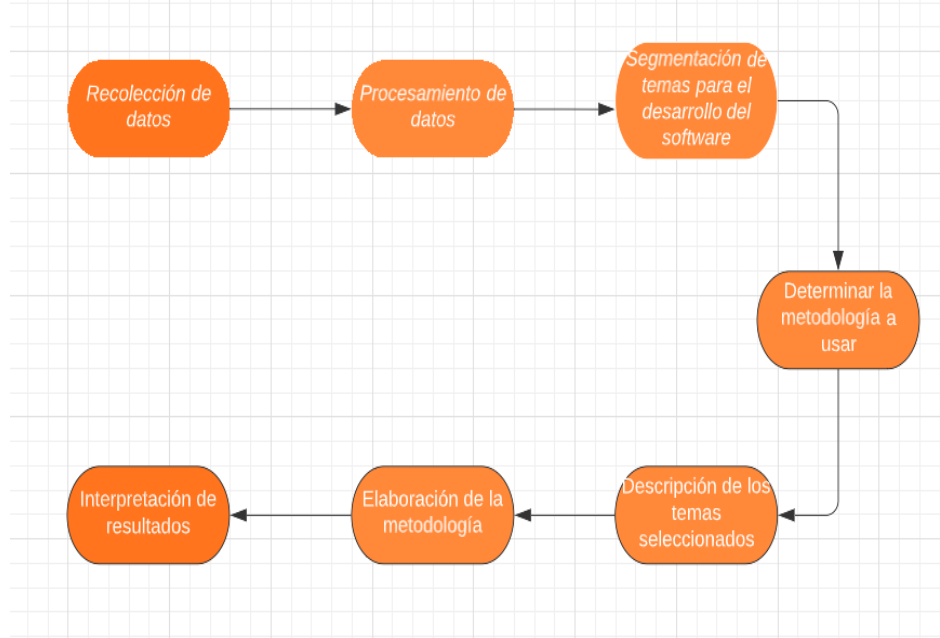 Recolección de
datos
Procesamiento de
datos
Segmentación de
temas para el
desarrollo del
software
Determinar la
metodología a
usar
Descripción de los
temas
seleccionados
Elaboración de la
metodología
Interpretación de
resultados